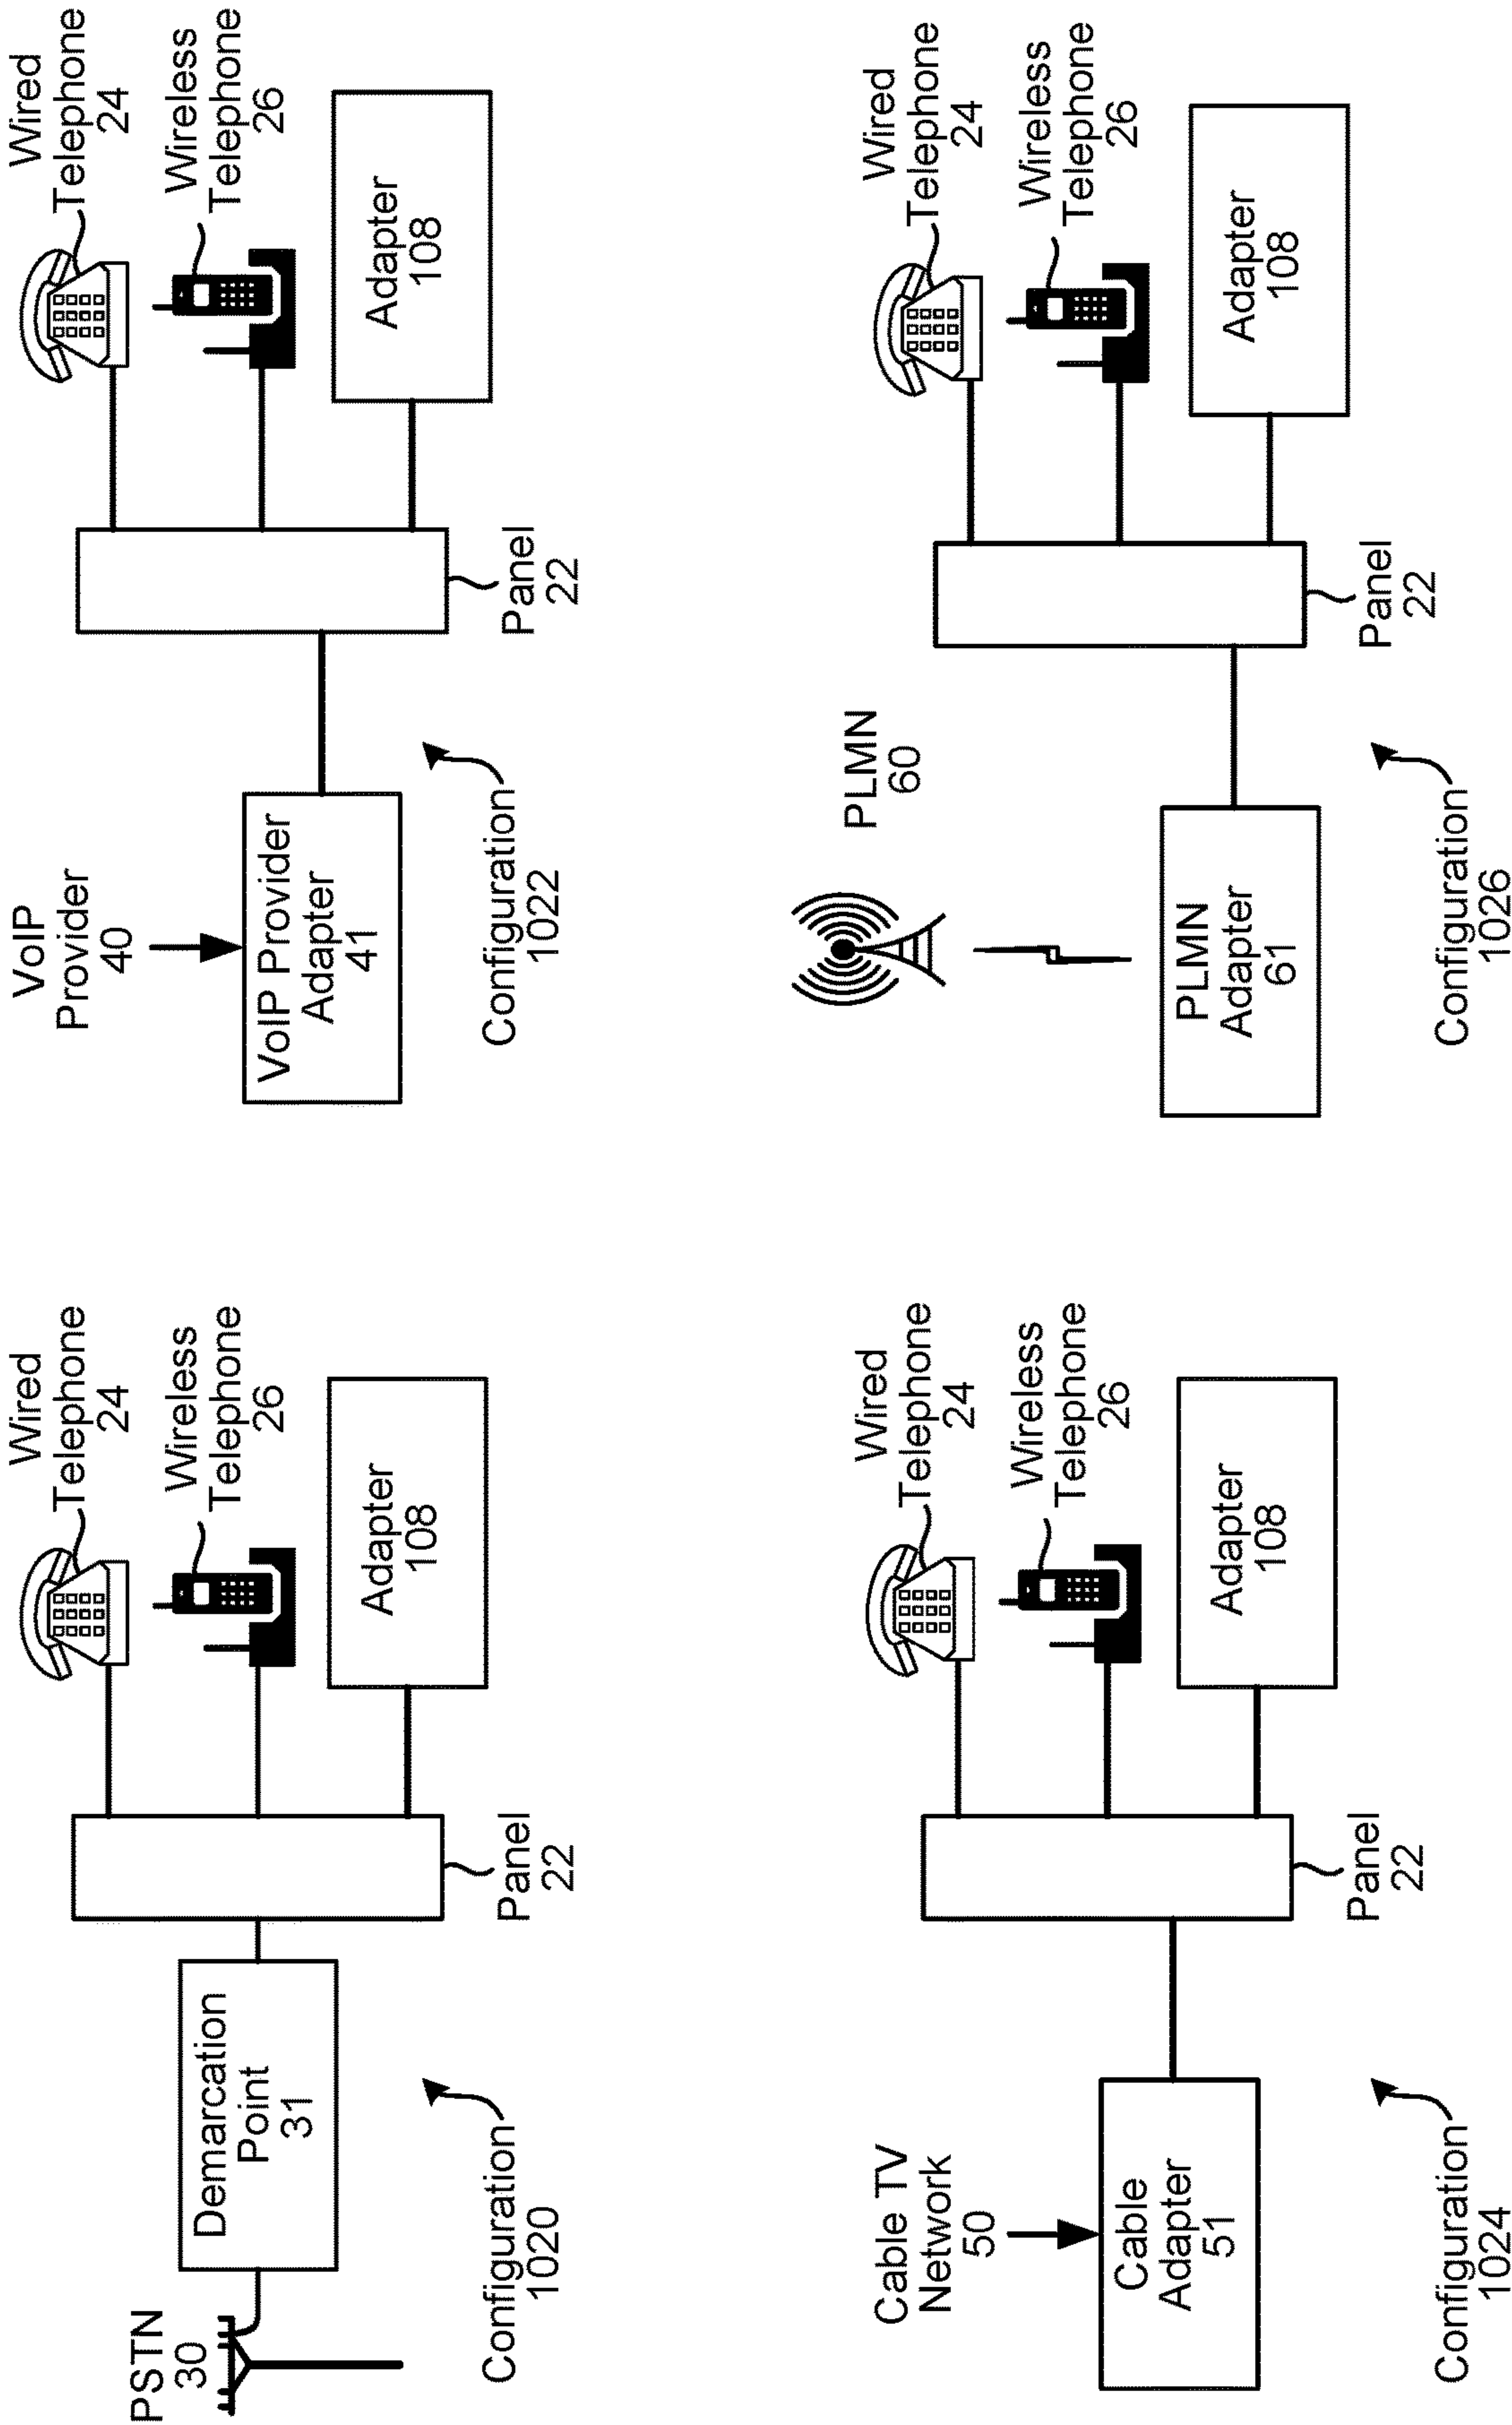 PSTN
30
Demarcation
Point
31
Panel
22
Wired
Telephone
24
Wireless
Telephone
26
Adapter
108
Configuration
1020
VoIP
Provider
40
VoIP Provider
Adapter
41
Panel
22
Wired
Telephone
24
Wireless
Telephone
26
Adapter
108
Configuration
1022
Cable TV
Network
50
Cable
Adapter
51
Panel
22
Wired
Telephone
24
Wireless
Telephone
26
Adapter
108
Configuration
1024
PLMN
60
PLMN
Adapter
61
Panel
22
Wired
Telephone
24
Wireless
Telephone
26
Adapter
108
Configuration
1026